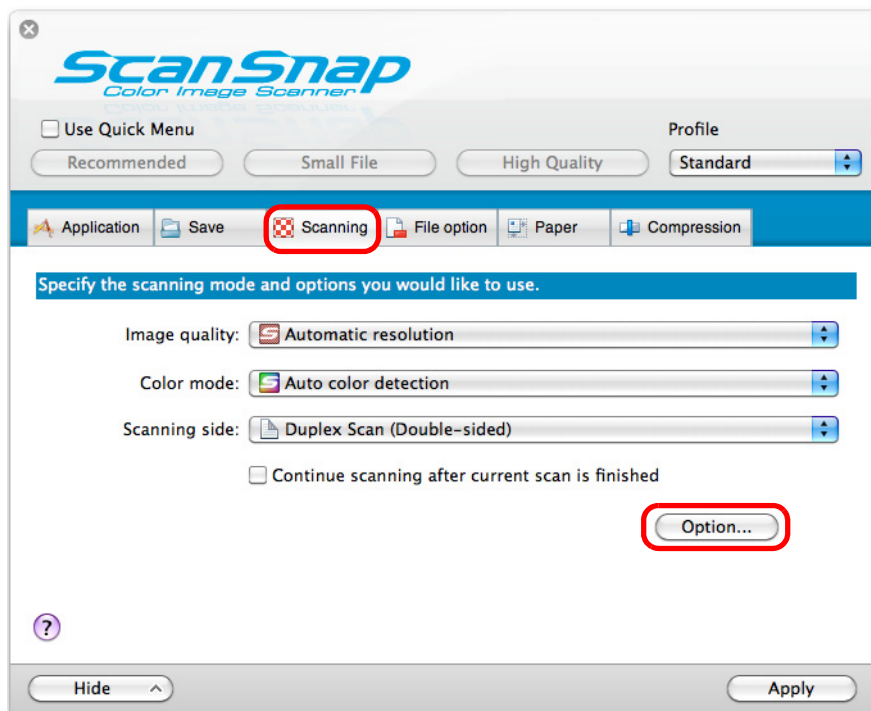 ScanSnap
Color Image Scanner
Use Quick Menu
Profile
Recommended Small File High Quality Standard
Application Save Scanning File option Paper Compression
Specify the scanning mode and options you would like to use.
Image quality: Automatic resolution
Color mode: Auto color detection
Scanning side: Duplex Scan (Double-sided)
Continue scanning after current scan is finished
Option...
?
Hide Apply